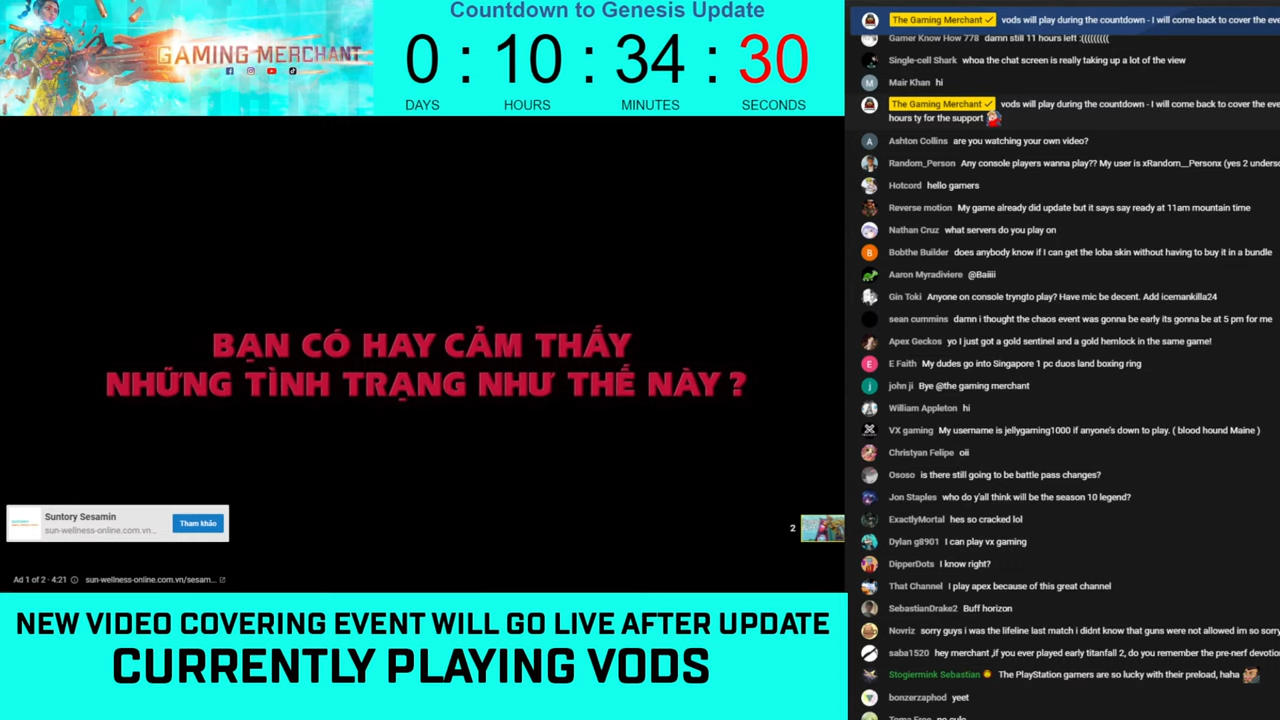 Countdown to Genesis Update
GAMING MERCHANT
0 : 10 : 34 : 30
DAYS HOURS MINUTES SECONDS
BẠN CÓ HAY CẢM THẤY
NHỮNG TÌNH TRẠNG NHƯ THẾ NÀY ?
Suntory Sesamin
sun-wellness-online.com.vn...
Tham khảo
2
Ad 1 of 2 · 4:21 sun-wellness-online.com.vn/sesam...
NEW VIDEO COVERING EVENT WILL GO LIVE AFTER UPDATE
CURRENTLY PLAYING VODS
The Gaming Merchant vods will play during the countdown - I will come back to cover the eve
Gamer Know How 778 damn still 11 hours left :(((((((((
Single-cell Shark whoa the chat screen is really taking up a lot of the view
Mair Khan hi
The Gaming Merchant vods will play during the countdown - I will come back to cover the eve
hours ty for the support
Ashton Collins are you watching your own video?
Random_Person Any console players wanna play?? My user is xRandom__Personx (yes 2 undersc
Hotcord hello gamers
Reverse motion My game already did update but it says say ready at 11am mountain time
Nathan Cruz what servers do you play on
Bobthe Builder does anybody know if I can get the loba skin without having to buy it in a bundle
Aaron Myradiviere @Baiiii
Gin Toki Anyone on console tryngto play? Have mic be decent. Add icemankilla24
sean cummins damn i thought the chaos event was gonna be early its gonna be at 5 pm for me
Apex Geckos yo I just got a gold sentinel and a gold hemlock in the same game!
E Faith My dudes go into Singapore 1 pc duos land boxing ring
john ji Bye @the gaming merchant
William Appleton hi
VX gaming My username is jellygaming1000 if anyone's down to play. ( blood hound Maine )
Christyan Felipe oii
Ososo is there still going to be battle pass changes?
Jon Staples who do y'all think will be the season 10 legend?
ExactlyMortal hes so cracked lol
Dylan g8901 I can play vx gaming
DipperDots I know right?
That Channel I play apex because of this great channel
SebastianDrake2 Buff horizon
Novriz sorry guys i was the lifeline last match i didnt know that guns were not allowed im so sorry
saba1520 hey merchant ,if you ever played early titanfall 2, do you remember the pre-nerf devotio
Stogiermink Sebastian The PlayStation gamers are so lucky with their preload, haha
bonzerzaphod yeet